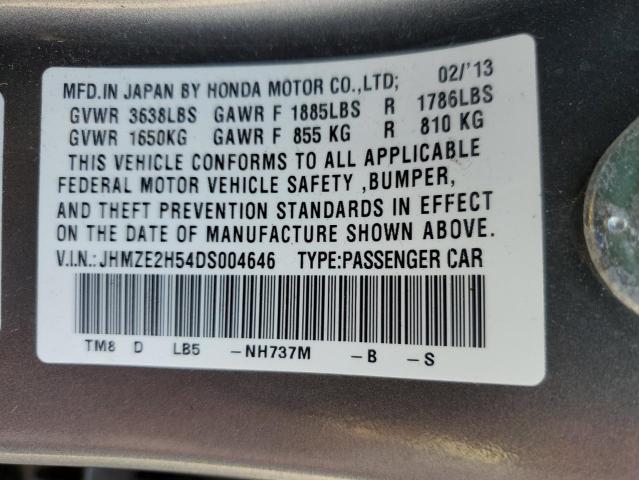 MFD.IN JAPAN BY HONDA MOTOR CO.,LTD; 02/'13
GVWR 3638LBS GAWR F 1885LBS R 1786LBS
GVWR 1650KG GAWR F 855 KG R 810 KG
THIS VEHICLE CONFORMS TO ALL APPLICABLE
FEDERAL MOTOR VEHICLE SAFETY ,BUMPER,
AND THEFT PREVENTION STANDARDS IN EFFECT
ON THE DATE OF MANUFACTURE SHOWN ABOVE.
V.I.N.:JHMZE2H54DS004646 TYPE:PASSENGER CAR
TM8 D LB5 -NH737M -B -S